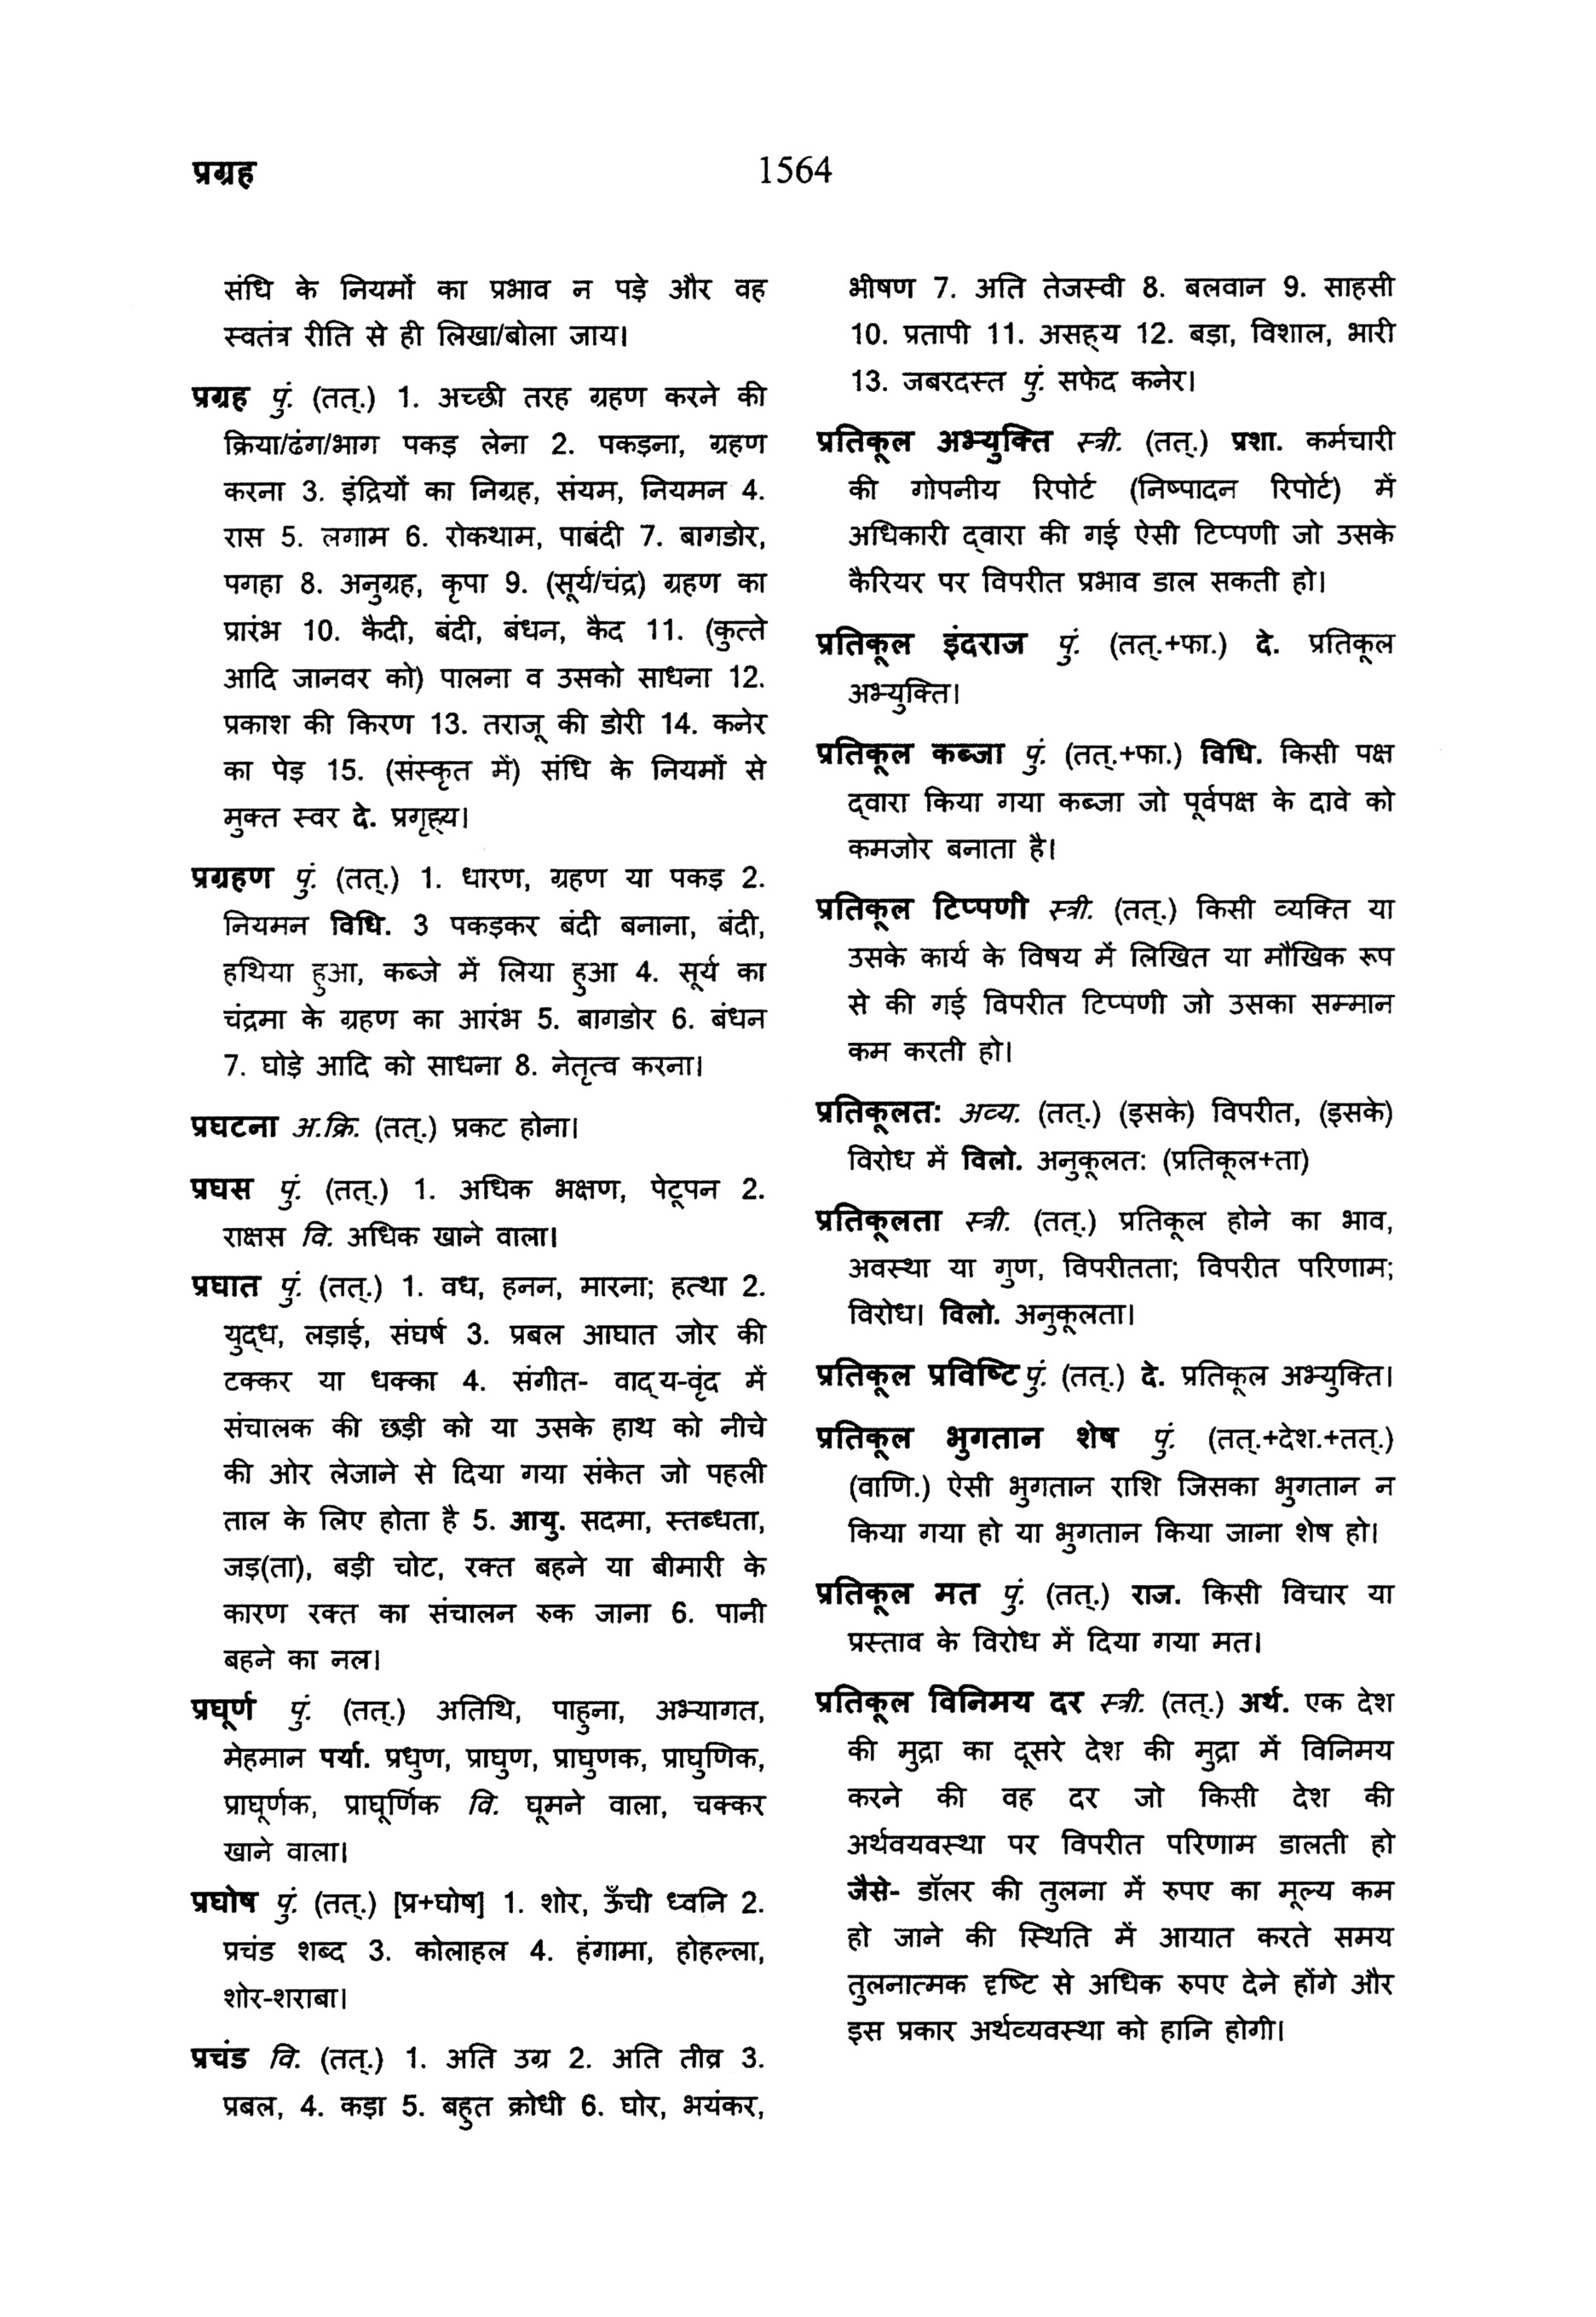 प्रग्रह
1564
संधि के नियमों का प्रभाव न पड़े और वह
स्वतंत्र रीति से ही लिखा/बोला जाय।
प्रग्रह पुं. (तत्.) 1. अच्छी तरह ग्रहण करने की
क्रिया/ढंग/भाग पकड़ लेना 2. पकड़ना, ग्रहण
करना 3. इंद्रियों का निग्रह, संयम, नियमन 4.
रास 5. लगाम 6. रोकथाम, पाबंदी 7. बागडोर,
पगहा 8. अनुग्रह, कृपा 9. (सूर्य/चंद्र) ग्रहण का
प्रारंभ 10. कैदी, बंदी, बंधन, कैद 11. (कुत्ते
आदि जानवर को) पालना व उसको साधना 12.
प्रकाश की किरण 13. तराजू की डोरी 14. कनेर
का पेड़ 15. (संस्कृत में) संधि के नियमों से
मुक्त स्वर दे. प्रगृह्य।
प्रग्रहण पुं. (तत्.) 1. धारण, ग्रहण या पकड़ 2.
नियमन विधि. 3 पकड़कर बंदी बनाना, बंदी,
हथिया हुआ, कब्जे में लिया हुआ 4. सूर्य का
चंद्रमा के ग्रहण का आरंभ 5. बागडोर 6. बंधन
7. घोड़े आदि को साधना 8. नेतृत्व करना।
प्रघटना अ.क्रि. (तत्.) प्रकट होना।
प्रघस पुं. (तत्.) 1. अधिक भक्षण, पेटूपन 2.
राक्षस वि. अधिक खाने वाला।
प्रघात पुं. (तत्.) 1. वध, हनन, मारना; हत्था 2.
युद्ध, लड़ाई, संघर्ष 3. प्रबल आघात जोर की
टक्कर या धक्का 4. संगीत- वाद्य-वृंद में
संचालक की छड़ी को या उसके हाथ को नीचे
की ओर लेजाने से दिया गया संकेत जो पहली
ताल के लिए होता है 5. आयु. सदमा, स्तब्धता,
जड़(ता), बड़ी चोट, रक्त बहने या बीमारी के
कारण रक्त का संचालन रुक जाना 6. पानी
बहने का नल।
प्रघूर्ण पुं. (तत्.) अतिथि, पाहुना, अभ्यागत,
मेहमान पर्या. प्रधुण, प्राघुण, प्राघुणक, प्राघुणिक,
प्राघूर्णक, प्राघूर्णिक वि. घूमने वाला, चक्कर
खाने वाला।
प्रघोष पुं. (तत्.) [प्र+घोष] 1. शोर, ऊँची ध्वनि 2.
प्रचंड शब्द 3. कोलाहल 4. हंगामा, होहल्ला,
शोर-शराबा।
प्रचंड वि. (तत्.) 1. अति उग्र 2. अति तीव्र 3.
प्रबल, 4. कड़ा 5. बहुत क्रोधी 6. घोर, भयंकर,
भीषण 7. अति तेजस्वी 8. बलवान 9. साहसी
10. प्रतापी 11. असह्य 12. बड़ा, विशाल, भारी
13. जबरदस्त पुं. सफेद कनेर।
प्रतिकूल अभ्युक्ति स्त्री. (तत्.) प्रशा. कर्मचारी
की गोपनीय रिपोर्ट (निष्पादन रिपोर्ट) में
अधिकारी द्वारा की गई ऐसी टिप्पणी जो उसके
कैरियर पर विपरीत प्रभाव डाल सकती हो।
प्रतिकूल इंदराज पुं. (तत्.+फा.) दे. प्रतिकूल
अभ्युक्ति।
प्रतिकूल कब्जा पुं. (तत्.+फा.) विधि. किसी पक्ष
द्वारा किया गया कब्जा जो पूर्वपक्ष के दावे को
कमजोर बनाता है।
प्रतिकूल टिप्पणी स्त्री. (तत्.) किसी व्यक्ति या
उसके कार्य के विषय में लिखित या मौखिक रूप
से की गई विपरीत टिप्पणी जो उसका सम्मान
कम करती हो।
प्रतिकूलत: अव्य. (तत्.) (इसके) विपरीत, (इसके)
विरोध में विलो. अनुकूलत: (प्रतिकूल+ता)
प्रतिकूलता स्त्री. (तत्.) प्रतिकूल होने का भाव,
अवस्था या गुण, विपरीतता; विपरीत परिणाम;
विरोध। विलो. अनुकूलता।
प्रतिकूल प्रविष्टि पुं. (तत्.) दे. प्रतिकूल अभ्युक्ति।
प्रतिकूल भुगतान शेष पुं. (तत्.+देश.+तत्.)
(वाणि.) ऐसी भुगतान राशि जिसका भुगतान न
किया गया हो या भुगतान किया जाना शेष हो।
प्रतिकूल मत पुं. (तत्.) राज. किसी विचार या
प्रस्ताव के विरोध में दिया गया मत।
प्रतिकूल विनिमय दर स्त्री. (तत्.) अर्थ. एक देश
की मुद्रा का दूसरे देश की मुद्रा में विनिमय
करने की वह दर जो किसी देश की
अर्थवयवस्था पर विपरीत परिणाम डालती हो
जैसे- डॉलर की तुलना में रुपए का मूल्य कम
हो जाने की स्थिति में आयात करते समय
तुलनात्मक दृष्टि से अधिक रुपए देने होंगे और
इस प्रकार अर्थव्यवस्था को हानि होगी।